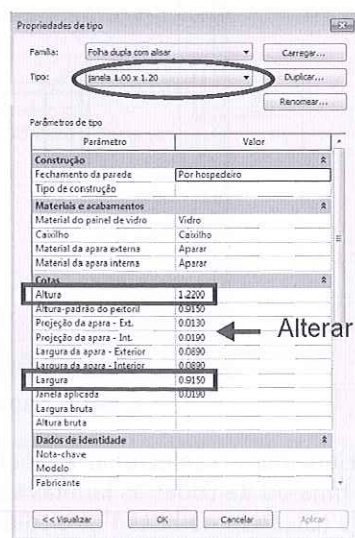 Propriedades de tipo
Família: Folha dupla com alisar Carregar...
Tipo: janela 1.00 x 1.20 Duplicar...
Renomear...
Parâmetros de tipo
Parâmetro Valor
Construção
Fechamento da parede Por hospedeiro
Tipo de construção
Materiais e acabamentos
Material do painel de vidro Vidro
Caixilho Caixilho
Material da apara externa Aparar
Material da apara interna Aparar
Cotas
Altura 1.2200
Altura-padrão do peitoril 0.9150
Projeção da apara - Ext. 0.0130
Projeção da apara - Int. 0.0190
Alterar
Largura da apara - Exterior 0.0890
Largura da apara - Interior 0.0890
Largura 0.9150
Janela aplicada 0.0190
Largura bruta
Altura bruta
Dados de identidade
Nota-chave
Modelo
Fabricante
<< Visualizar OK Cancelar Aplicar